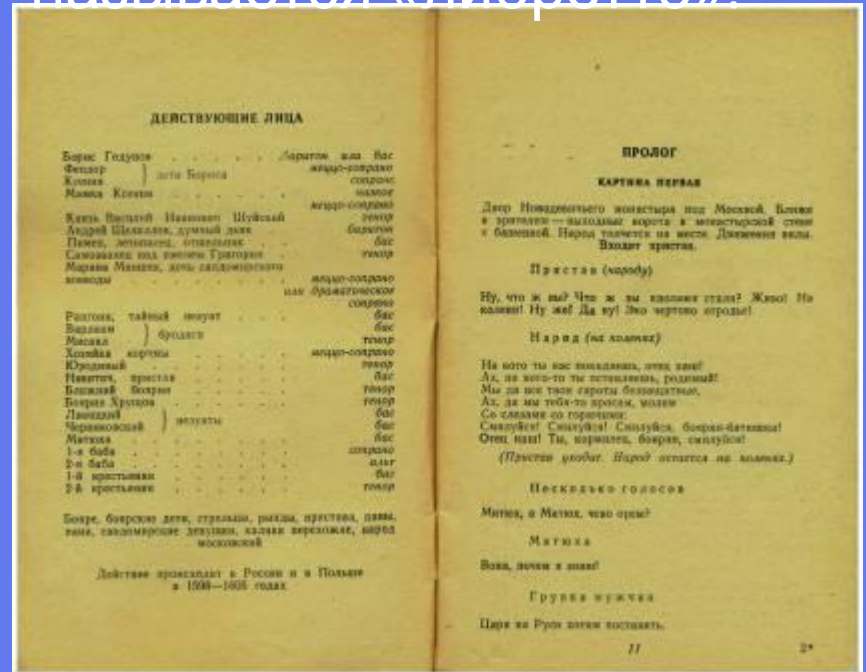 называется «либретто».
ДЕЙСТВУЮЩИЕ ЛИЦА
Борис Годунов . . . . . баритон или бас
Феодор меццо-сопрано
} дети Бориса
Ксения сопрано
Мамка Ксении . . . . . . низкое
меццо-сопрано
Князь Василий Иванович Шуйский тенор
Андрей Щелкалов, думный дьяк баритон
Пимен, летописец, отшельник . . бас
Самозванец под именем Григория . тенор
Марина Мнишек, дочь сандомирского
воеводы . . . . . . меццо-сопрано
или драматическое
сопрано
Рангони, тайный иезуит . . . бас
Варлаам бас
} бродяги
Мисаил тенор
Хозяйка корчмы . . . . меццо-сопрано
Юродивый . . . . . . тенор
Никитич, пристав . . . . . бас
Ближний боярин . . . . . тенор
Боярин Хрущов . . . . . тенор
Лавицкий бас
} иезуиты
Черниковский бас
Митюха . . . . . . бас
1-я баба . . . . . . сопрано
2-я баба . . . . . . альт
1-й крестьянин . . . . . бас
2-й крестьянин . . . . . тенор
Бояре, боярские дети, стрельцы, рынды, пристава, паны,
пани, сандомирские девушки, калики перехожие, народ
московский
Действие происходит в России и в Польше
в 1598—1605 годах
ПРОЛОГ
КАРТИНА ПЕРВАЯ
Двор Новодевичьего монастыря под Москвой. Ближе
к зрителям — выходные ворота в монастырской стене
с башенкой. Народ толчется на месте. Движения вялы.
Входит пристав.
Пристав (народу)
Ну, что ж вы? Что ж вы идолами стали? Живо! На
колени! Ну же! Да ну! Эко чертово отродье!
Народ (на коленях)
На кого ты нас покидаешь, отец наш!
Ах, на кого-то ты оставляешь, родимый!
Мы да все твои сироты беззащитные,
Ах, да мы тебя-то просим, молим
Со слезами со горючими:
Смилуйся! Смилуйся! Смилуйся, боярин-батюшка!
Отец наш! Ты, кормилец, боярин, смилуйся!
(Пристав уходит. Народ остается на коленях.)
Несколько голосов
Митюх, а Митюх, чево орем?
Митюха
Вона, почем я знаю!
Группа мужчин
Царя на Руси хотим поставить.
11 2*